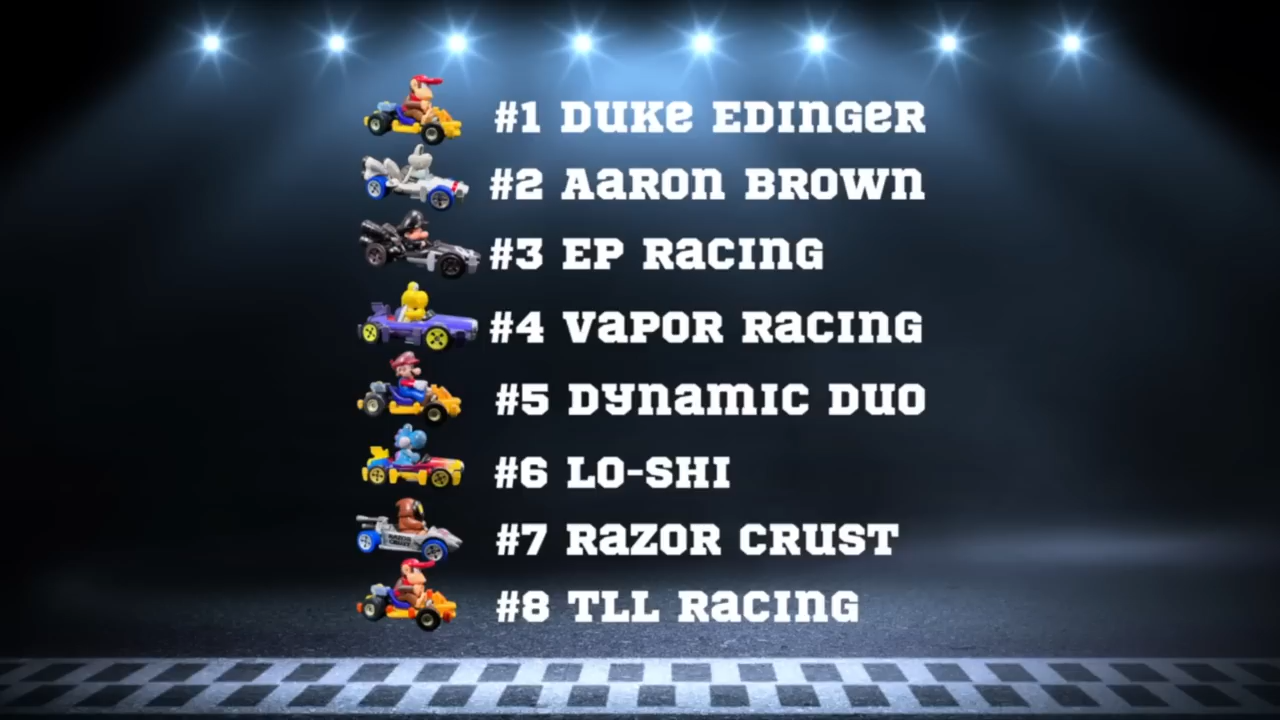 #1 DUKE EDINGER
#2 AARON BROWN
#3 EP RACING
#4 VAPOR RACING
#5 DYNAMIC DUO
#6 LO-SHI
#7 RAZOR CRUST
#8 TLL RACING